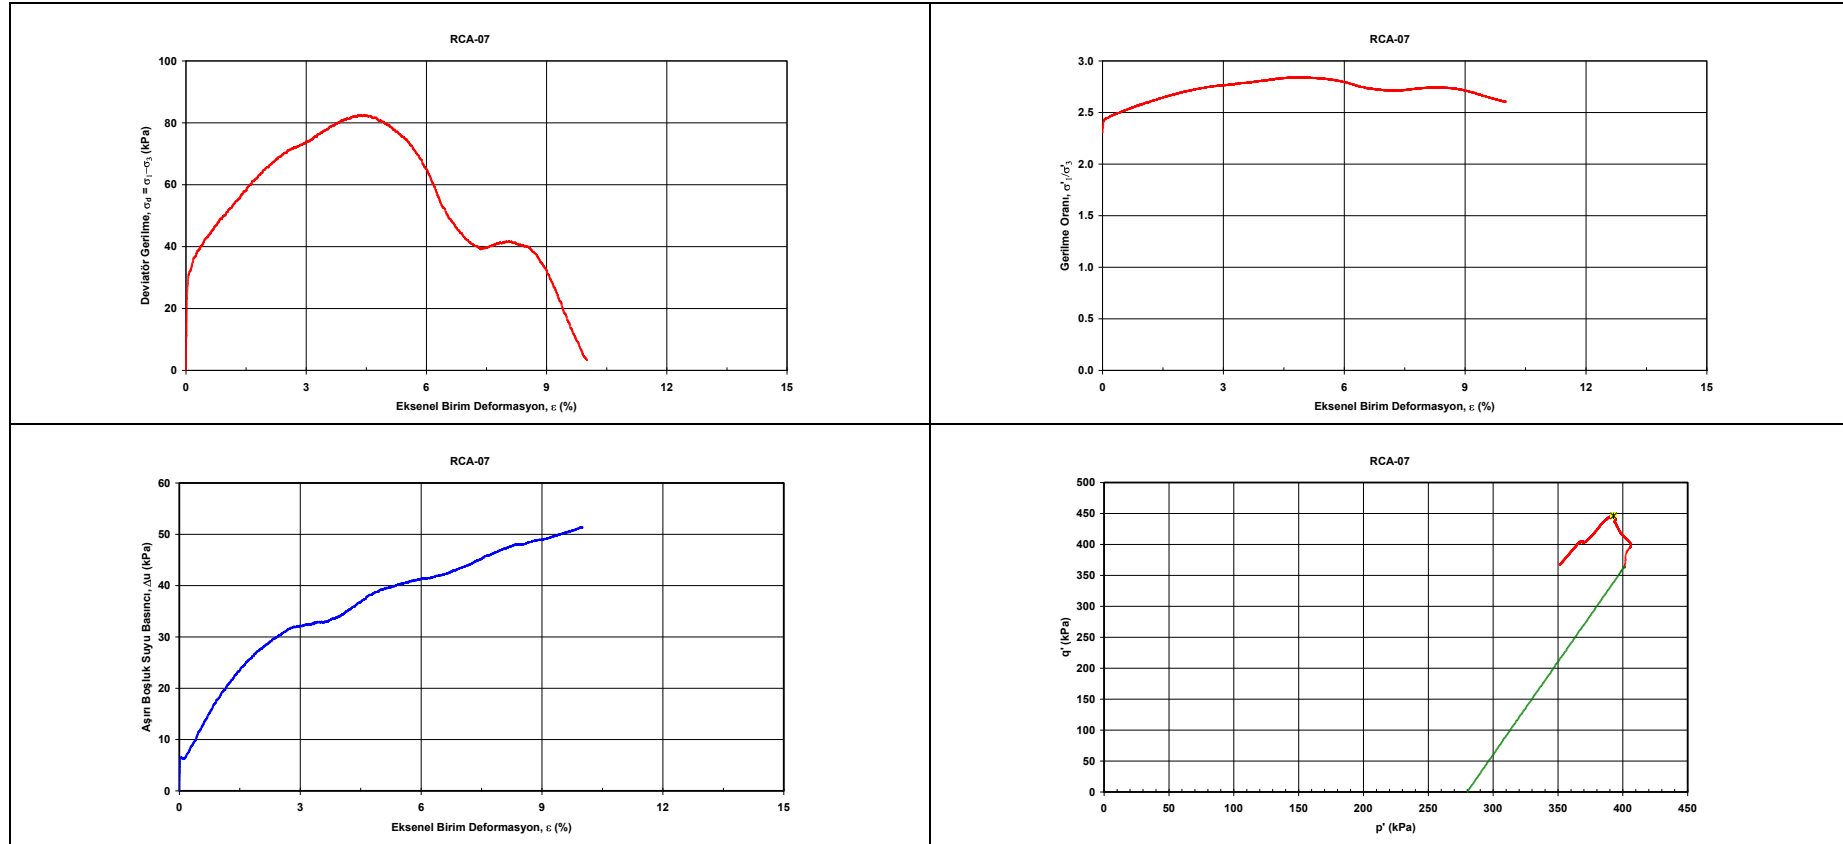 RCA-07
100
80
60
40
20
0
Deviatör Gerilme, σd = σ1−σ3 (kPa)
0 3 6 9 12 15
Eksenel Birim Deformasyon, ε (%)
RCA-07
3.0
2.5
2.0
1.5
1.0
0.5
0.0
Gerilme Oranı, σ'1/σ'3
0 3 6 9 12 15
Eksenel Birim Deformasyon, ε (%)
RCA-07
60
50
40
30
20
10
0
Aşırı Boşluk Suyu Basıncı, Δu (kPa)
0 3 6 9 12 15
Eksenel Birim Deformasyon, ε (%)
RCA-07
500
450
400
350
300
250
200
150
100
50
0
q' (kPa)
0 50 100 150 200 250 300 350 400 450
p' (kPa)